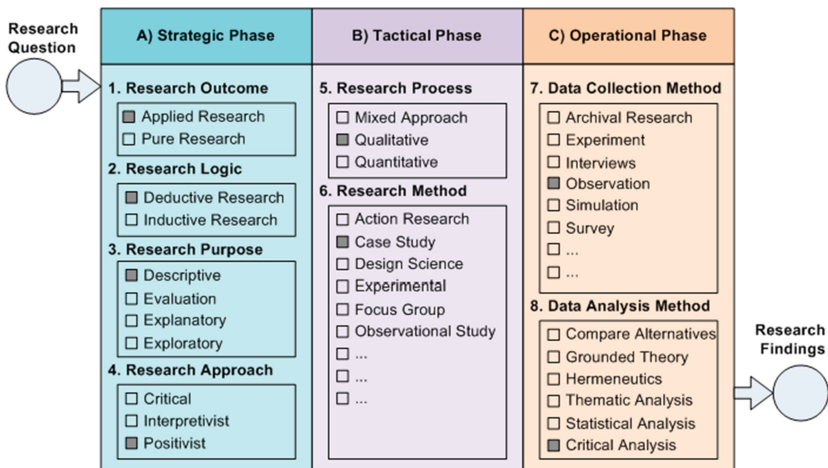 Research
Question
A) Strategic Phase
B) Tactical Phase
C) Operational Phase
1. Research Outcome
Applied Research
Pure Research
2. Research Logic
Deductive Research
Inductive Research
3. Research Purpose
Descriptive
Evaluation
Explanatory
Exploratory
4. Research Approach
Critical
Interpretivist
Positivist
5. Research Process
Mixed Approach
Qualitative
Quantitative
6. Research Method
Action Research
Case Study
Design Science
Experimental
Focus Group
Observational Study
...
...
...
7. Data Collection Method
Archival Research
Experiment
Interviews
Observation
Simulation
Survey
...
...
8. Data Analysis Method
Compare Alternatives
Grounded Theory
Hermeneutics
Thematic Analysis
Statistical Analysis
Critical Analysis
Research
Findings